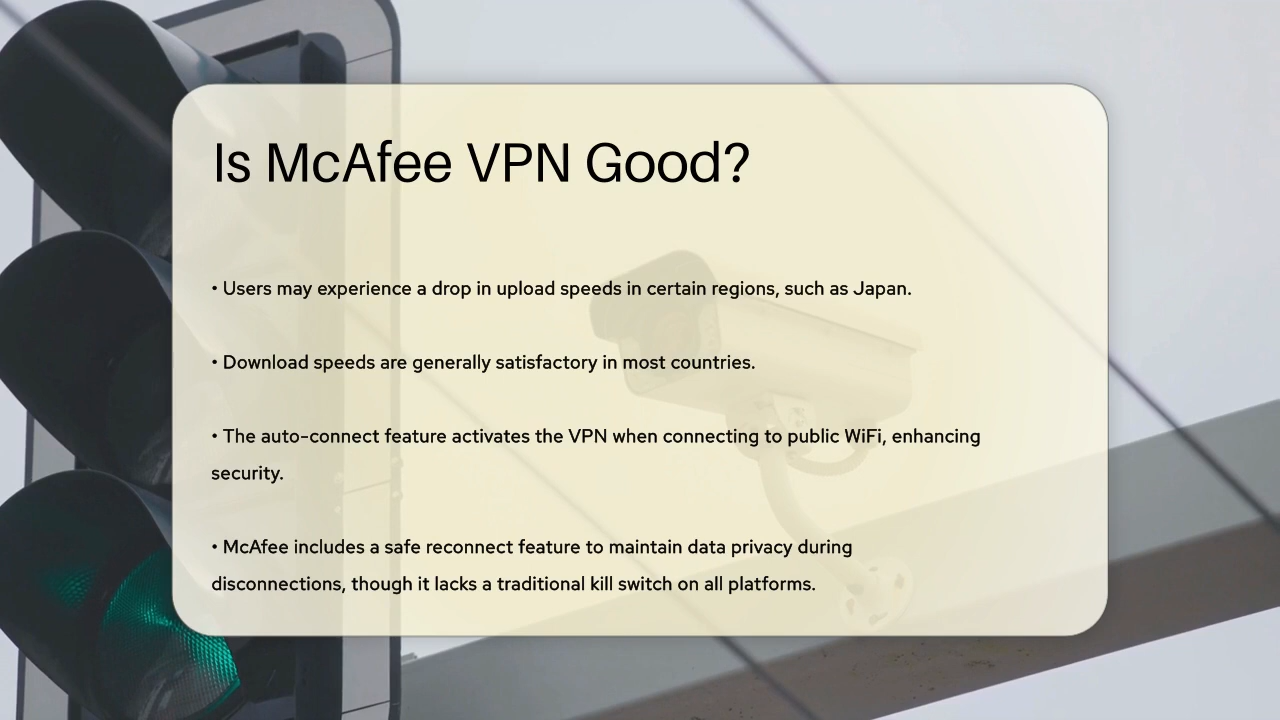 Is McAfee VPN Good?
• Users may experience a drop in upload speeds in certain regions, such as Japan.
• Download speeds are generally satisfactory in most countries.
• The auto-connect feature activates the VPN when connecting to public WiFi, enhancing
security.
• McAfee includes a safe reconnect feature to maintain data privacy during
disconnections, though it lacks a traditional kill switch on all platforms.